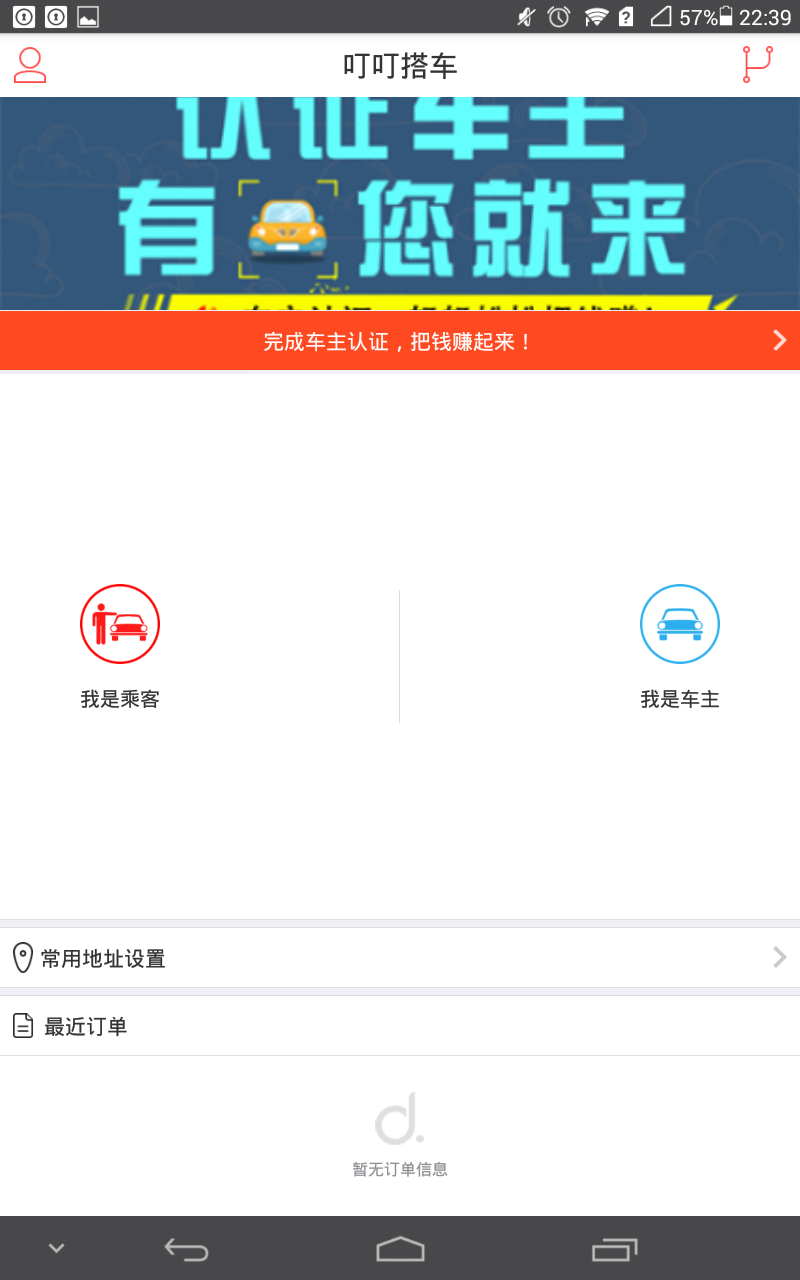 57% 22:39
叮叮搭车
认证车主
有 您就来
完成车主认证，把钱赚起来！
我是乘客 我是车主
常用地址设置
最近订单
d.
暂无订单信息